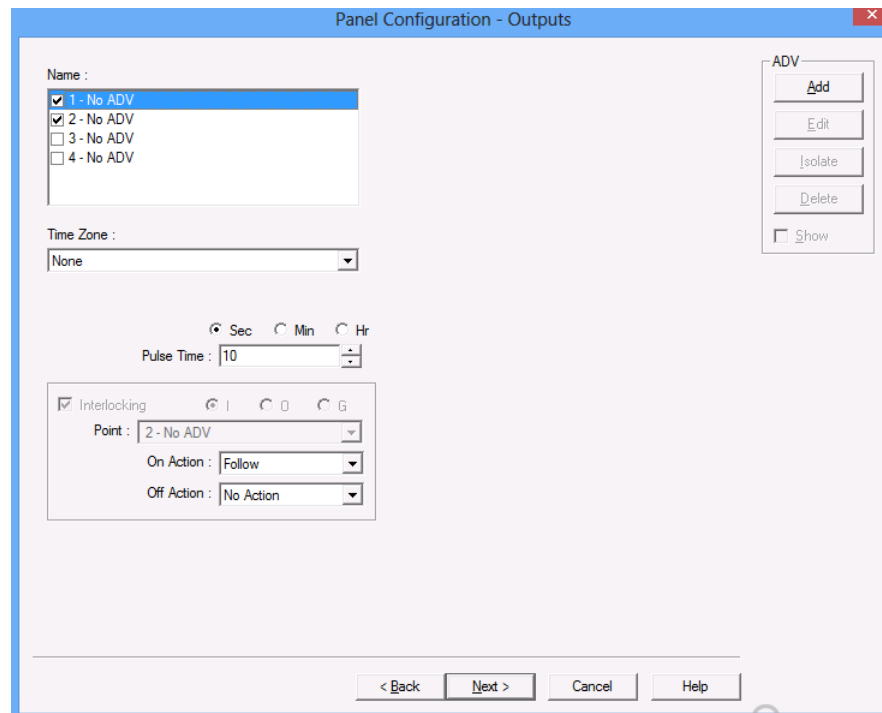 Panel Configuration - Outputs
Name :
1 - No ADV
2 - No ADV
3 - No ADV
4 - No ADV
Time Zone :
None
Sec Min Hr
Pulse Time : 10
Interlocking I O G
Point : 2 - No ADV
On Action : Follow
Off Action : No Action
ADV
Add
Edit
Isolate
Delete
Show
< Back Next > Cancel Help